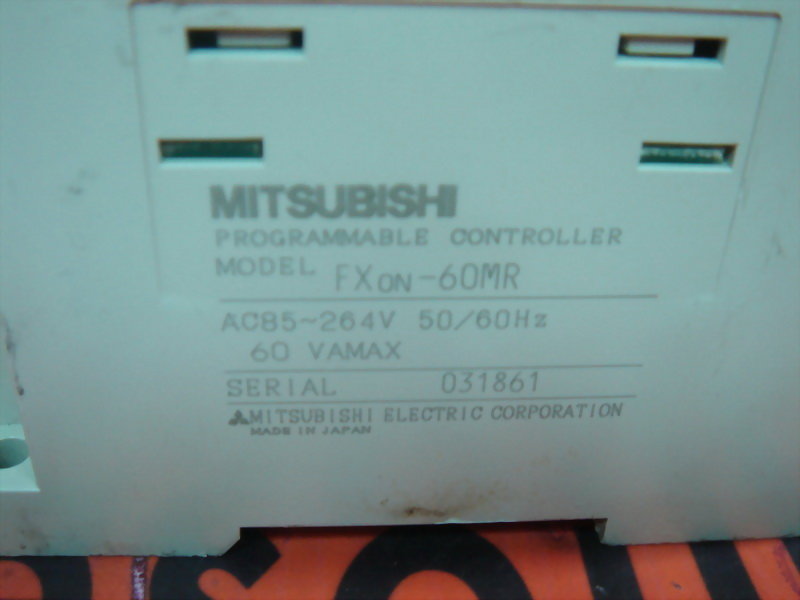 MITSUBISHI
PROGRAMMABLE CONTROLLER
MODEL FX0N-60MR
AC85~264V 50/60Hz
60 VAMAX
SERIAL 031861
MITSUBISHI ELECTRIC CORPORATION
MADE IN JAPAN